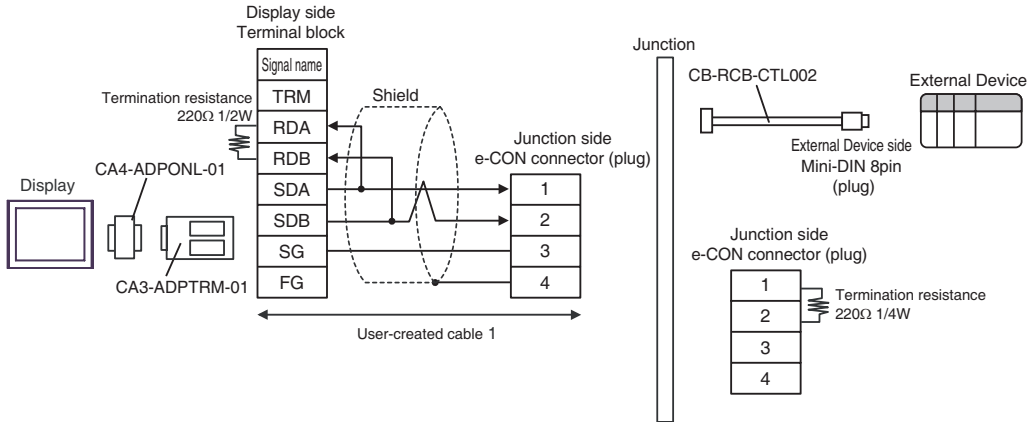 Display side
Terminal block
Signal name
TRM
RDA
RDB
SDA
SDB
SG
FG
Termination resistance
220Ω 1/2W
Shield
Display
CA4-ADPONL-01
CA3-ADPTRM-01
Junction side
e-CON connector (plug)
1
2
3
4
User-created cable 1
Junction
CB-RCB-CTL002
External Device
External Device side
Mini-DIN 8pin
(plug)
Junction side
e-CON connector (plug)
1
2
3
4
Termination resistance
220Ω 1/4W